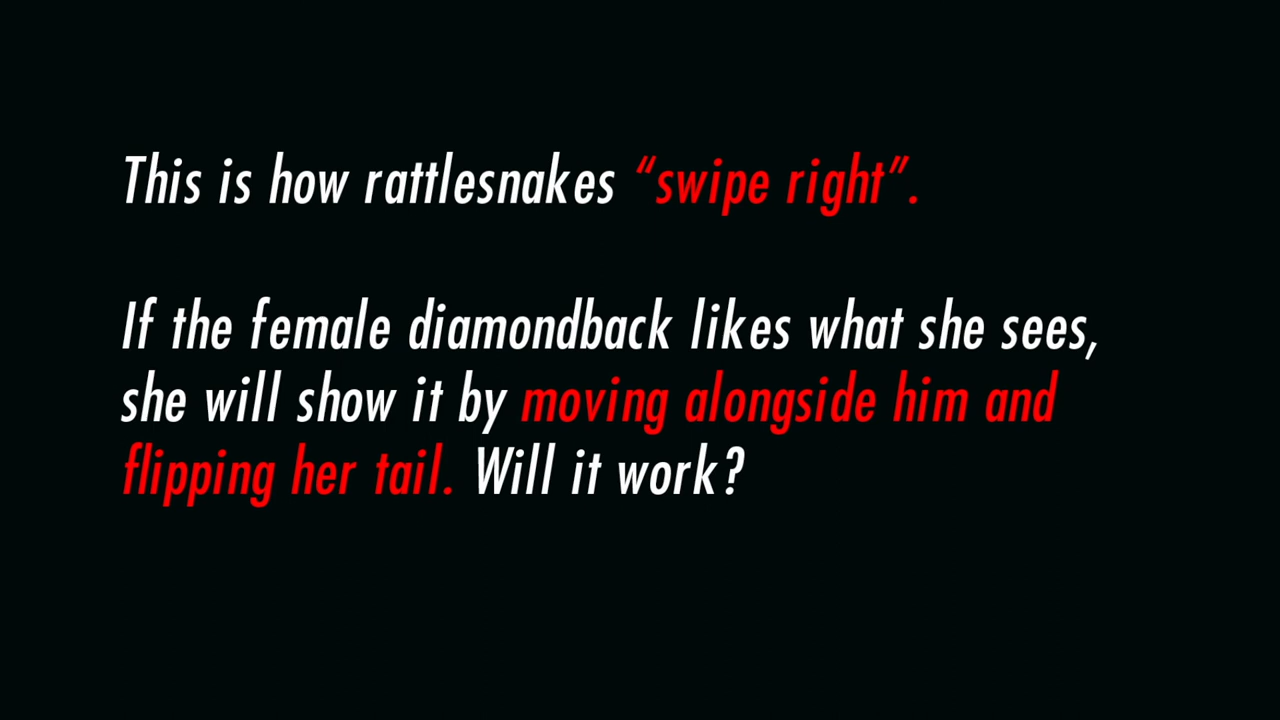 This is how rattlesnakes “swipe right”.
If the female diamondback likes what she sees,
she will show it by moving alongside him and
flipping her tail. Will it work?